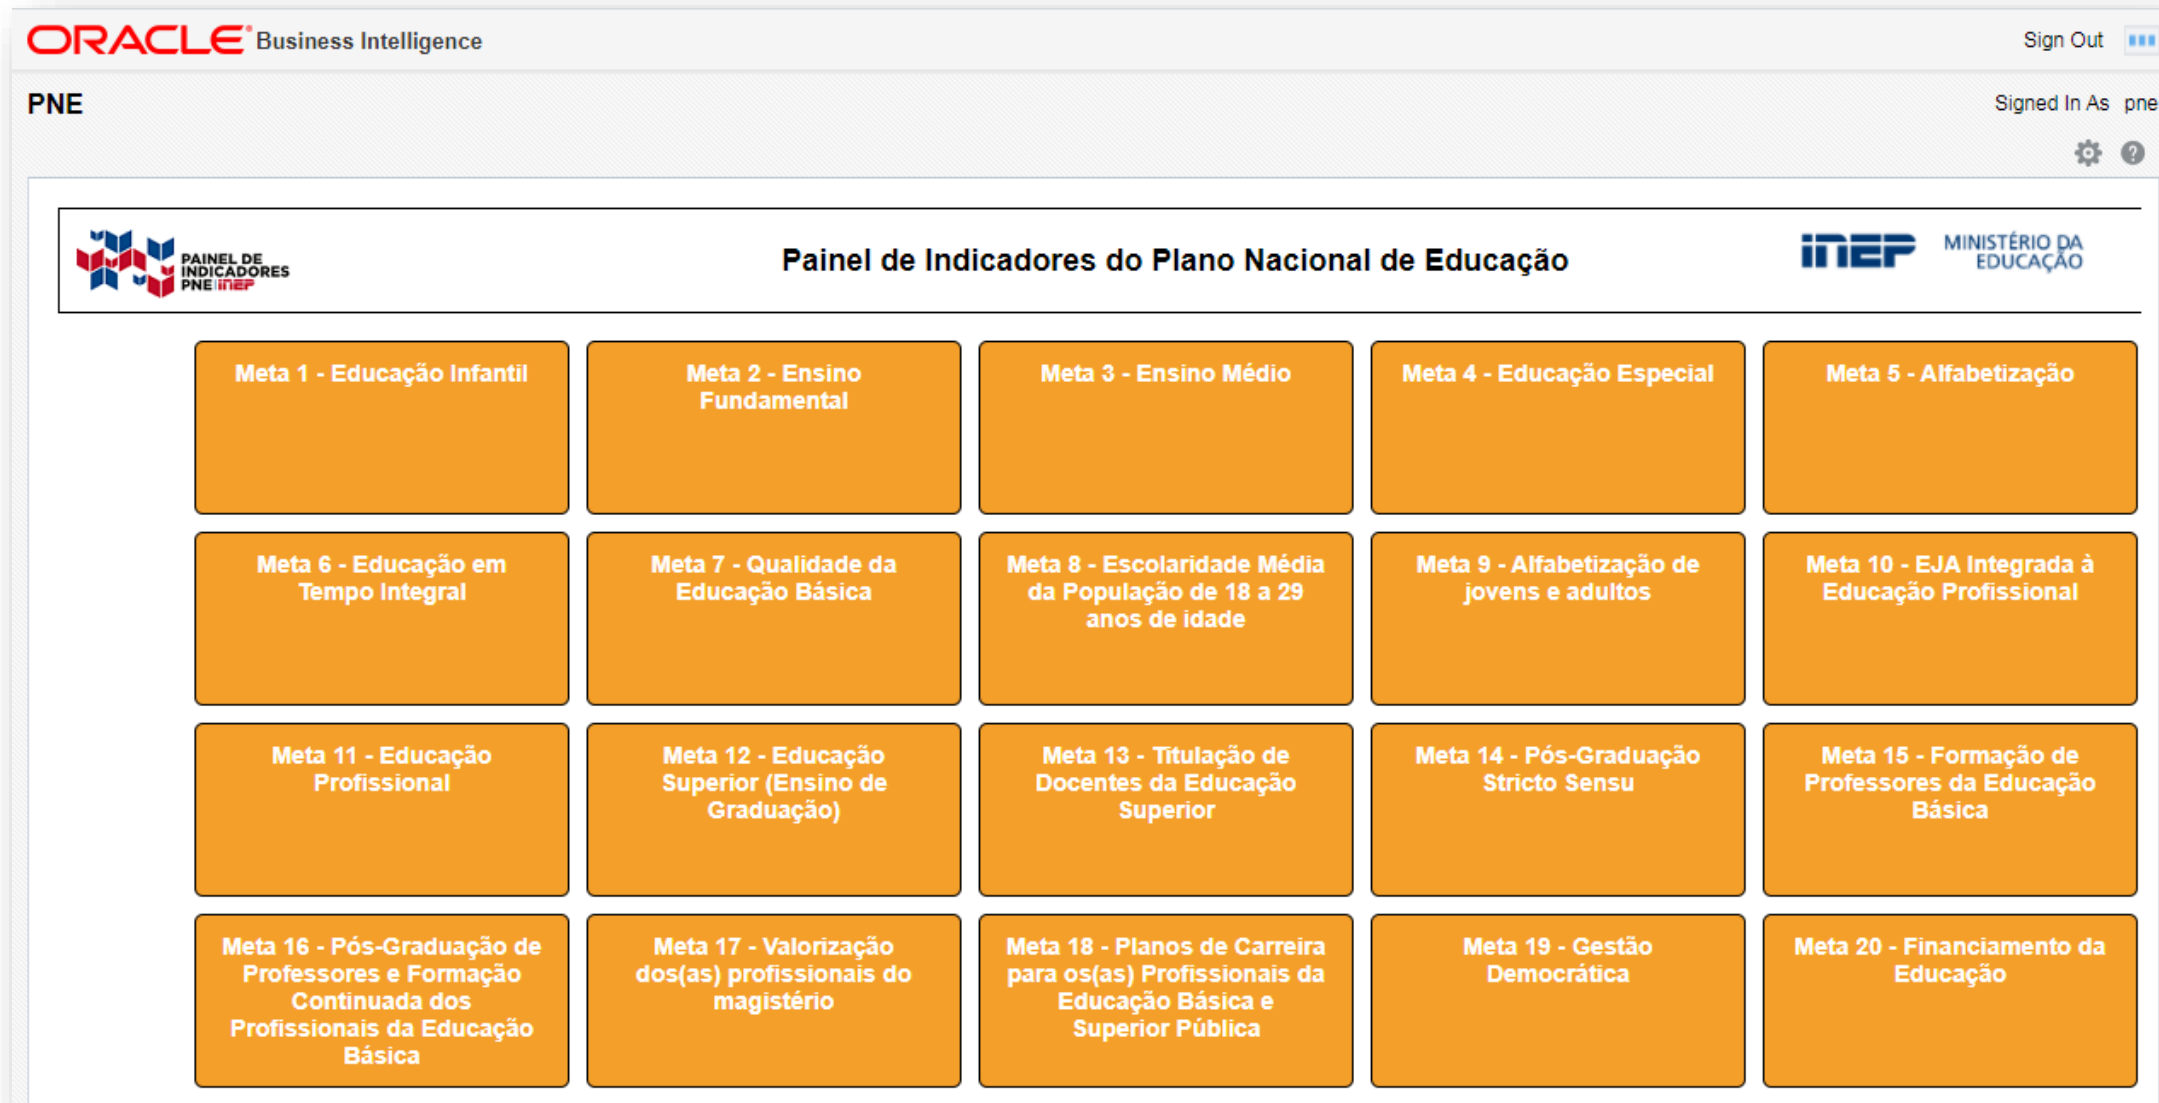 ORACLE Business Intelligence
Sign Out
PNE
Signed In As pne
PAINEL DE
INDICADORES
PNE inep
Painel de Indicadores do Plano Nacional de Educação
inep
MINISTÉRIO DA
EDUCAÇÃO
Meta 1 - Educação Infantil
Meta 2 - Ensino
Fundamental
Meta 3 - Ensino Médio
Meta 4 - Educação Especial
Meta 5 - Alfabetização
Meta 6 - Educação em
Tempo Integral
Meta 7 - Qualidade da
Educação Básica
Meta 8 - Escolaridade Média
da População de 18 a 29
anos de idade
Meta 9 - Alfabetização de
jovens e adultos
Meta 10 - EJA Integrada à
Educação Profissional
Meta 11 - Educação
Profissional
Meta 12 - Educação
Superior (Ensino de
Graduação)
Meta 13 - Titulação de
Docentes da Educação
Superior
Meta 14 - Pós-Graduação
Stricto Sensu
Meta 15 - Formação de
Professores da Educação
Básica
Meta 16 - Pós-Graduação de
Professores e Formação
Continuada dos
Profissionais da Educação
Básica
Meta 17 - Valorização
dos(as) profissionais do
magistério
Meta 18 - Planos de Carreira
para os(as) Profissionais da
Educação Básica e
Superior Pública
Meta 19 - Gestão
Democrática
Meta 20 - Financiamento da
Educação